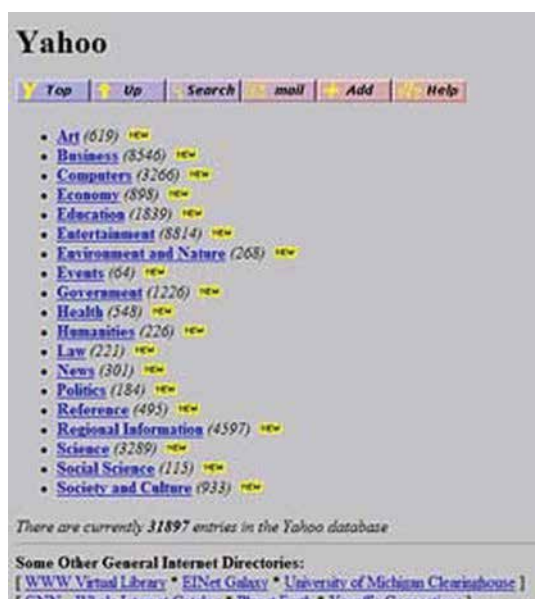 Yahoo
Top Up Search mail Add Help
Art (619) NEW
Business (8546) NEW
Computers (3266) NEW
Economy (898) NEW
Education (1839) NEW
Entertainment (8814) NEW
Environment and Nature (268) NEW
Events (64) NEW
Government (1226) NEW
Health (548) NEW
Humanities (226) NEW
Law (221) NEW
News (301) NEW
Politics (184) NEW
Reference (495) NEW
Regional Information (4597) NEW
Science (3289) NEW
Social Science (115) NEW
Society and Culture (933) NEW
There are currently 31897 entries in the Yahoo database
Some Other General Internet Directories:
[ WWW Virtual Library * EINet Galaxy * University of Michigan Clearinghouse ]